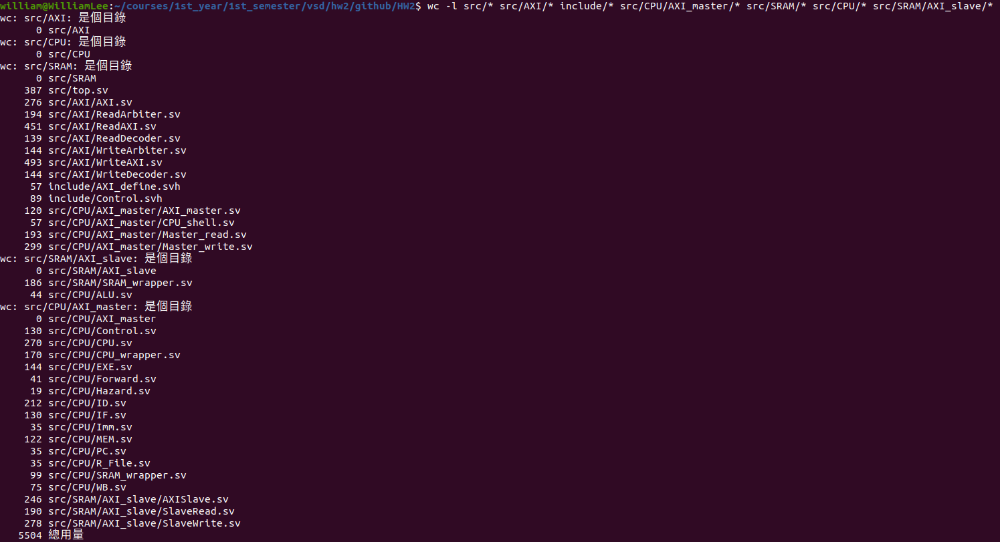 william@WilliamLee:~/courses/1st_year/1st_semester/vsd/hw2/github/HW2$ wc -l src/* src/AXI/* include/* src/CPU/AXI_master/* src/SRAM/* src/CPU/* src/SRAM/AXI_slave/*
wc: src/AXI: 是個目錄
      0 src/AXI
wc: src/CPU: 是個目錄
      0 src/CPU
wc: src/SRAM: 是個目錄
      0 src/SRAM
    387 src/top.sv
    276 src/AXI/AXI.sv
    194 src/AXI/ReadArbiter.sv
    451 src/AXI/ReadAXI.sv
    139 src/AXI/ReadDecoder.sv
    144 src/AXI/WriteArbiter.sv
    493 src/AXI/WriteAXI.sv
    144 src/AXI/WriteDecoder.sv
     57 include/AXI_define.svh
     89 include/Control.svh
    120 src/CPU/AXI_master/AXI_master.sv
     57 src/CPU/AXI_master/CPU_shell.sv
    193 src/CPU/AXI_master/Master_read.sv
    299 src/CPU/AXI_master/Master_write.sv
wc: src/SRAM/AXI_slave: 是個目錄
      0 src/SRAM/AXI_slave
    186 src/SRAM/SRAM_wrapper.sv
     44 src/CPU/ALU.sv
wc: src/CPU/AXI_master: 是個目錄
      0 src/CPU/AXI_master
    130 src/CPU/Control.sv
    270 src/CPU/CPU.sv
    170 src/CPU/CPU_wrapper.sv
    144 src/CPU/EXE.sv
     41 src/CPU/Forward.sv
     19 src/CPU/Hazard.sv
    212 src/CPU/ID.sv
    130 src/CPU/IF.sv
     35 src/CPU/Imm.sv
    122 src/CPU/MEM.sv
     35 src/CPU/PC.sv
     35 src/CPU/R_File.sv
     99 src/CPU/SRAM_wrapper.sv
     75 src/CPU/WB.sv
    246 src/SRAM/AXI_slave/AXISlave.sv
    190 src/SRAM/AXI_slave/SlaveRead.sv
    278 src/SRAM/AXI_slave/SlaveWrite.sv
   5504 總用量